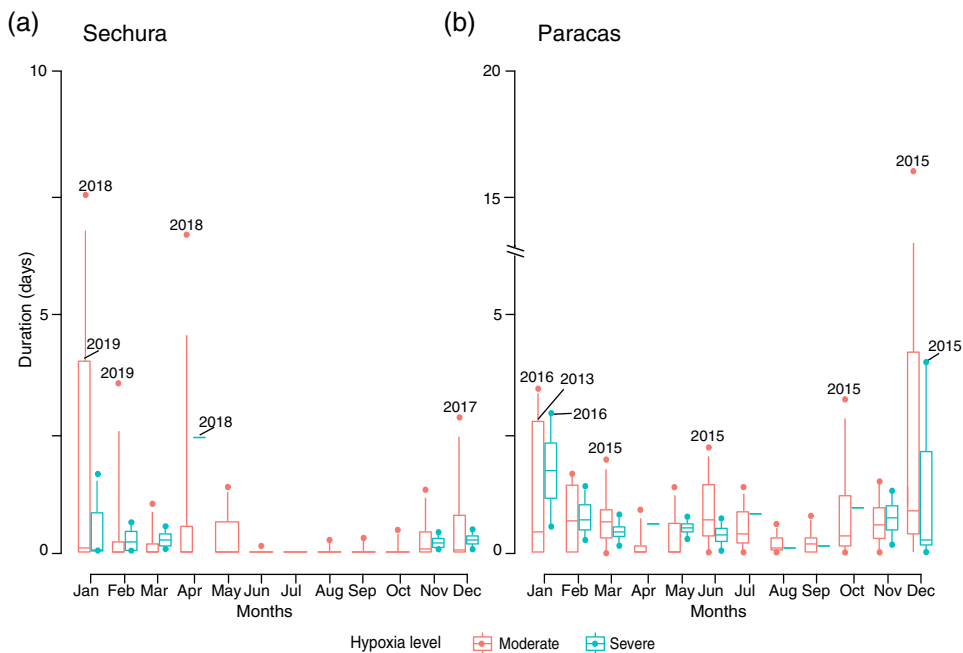 (a) Sechura
10
5
0
Duration (days)
2018
2019
2019
2018
2018
2017
Jan Feb Mar Apr May Jun Jul Aug Sep Oct Nov Dec
Months
(b) Paracas
20
15
5
0
2016
2013
2016
2015
2015
2015
2015
2015
Jan Feb Mar Apr May Jun Jul Aug Sep Oct Nov Dec
Months
Hypoxia level Moderate Severe